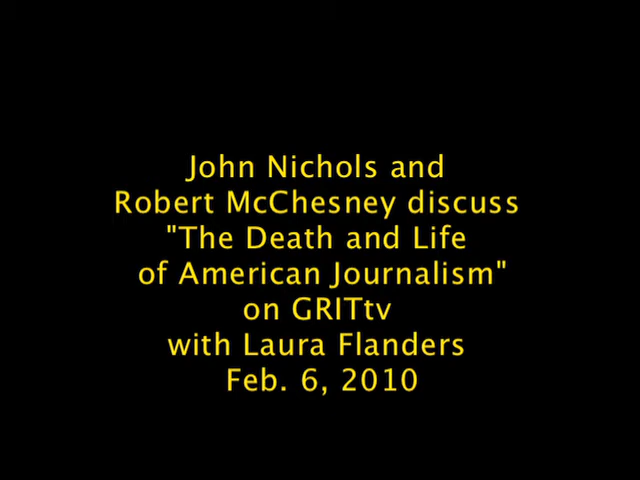 John Nichols and
Robert McChesney discuss
"The Death and Life
of American Journalism"
on GRITtv
with Laura Flanders
Feb. 6, 2010